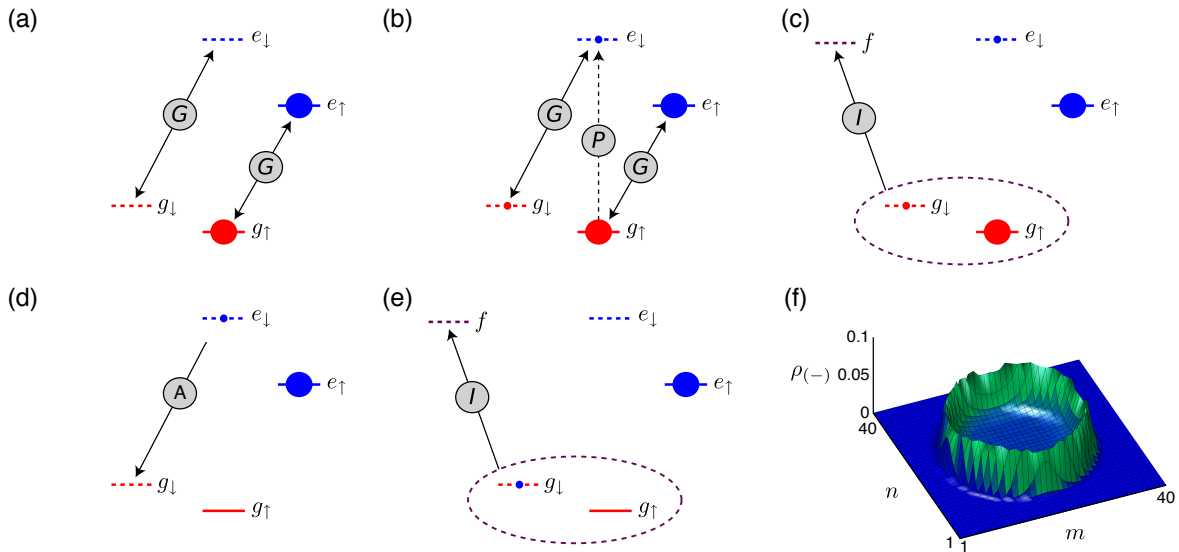 (a)
e↓
G
e↑
G
g↓
g↑
(b)
e↓
G
e↑
P
G
g↓
g↑
(c)
f
e↓
e↑
I
g↓
g↑
(d)
e↓
e↑
A
g↓
g↑
(e)
f
e↓
e↑
I
g↓
g↑
(f)
0.1
ρ(−)
0.05
0
40
n
1
1
m
40